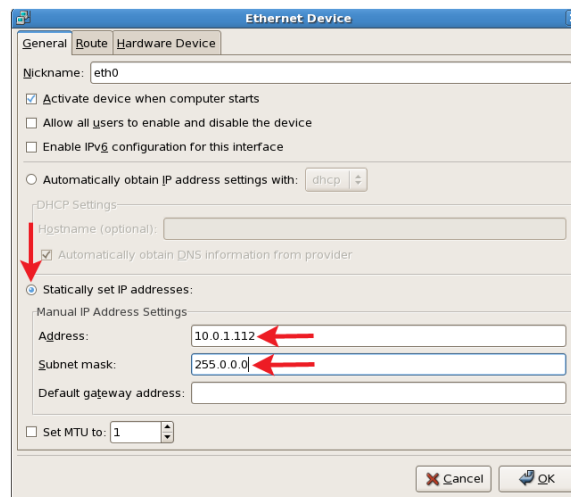 Ethernet Device
General Route Hardware Device
Nickname: eth0
Activate device when computer starts
Allow all users to enable and disable the device
Enable IPv6 configuration for this interface
Automatically obtain IP address settings with: dhcp
DHCP Settings
Hostname (optional):
Automatically obtain DNS information from provider
Statically set IP addresses:
Manual IP Address Settings
Address: 10.0.1.112
Subnet mask: 255.0.0.0
Default gateway address:
Set MTU to: 1
Cancel OK